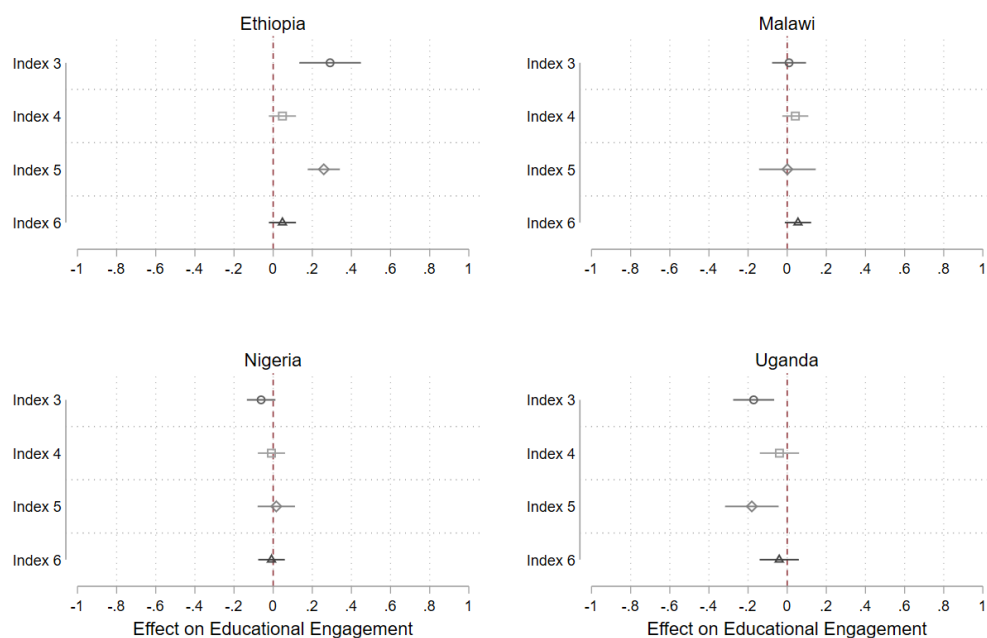 Ethiopia
Index 3
Index 4
Index 5
Index 6
-1 -.8 -.6 -.4 -.2 0 .2 .4 .6 .8 1
Malawi
Index 3
Index 4
Index 5
Index 6
-1 -.8 -.6 -.4 -.2 0 .2 .4 .6 .8 1
Nigeria
Index 3
Index 4
Index 5
Index 6
-1 -.8 -.6 -.4 -.2 0 .2 .4 .6 .8 1
Effect on Educational Engagement
Uganda
Index 3
Index 4
Index 5
Index 6
-1 -.8 -.6 -.4 -.2 0 .2 .4 .6 .8 1
Effect on Educational Engagement